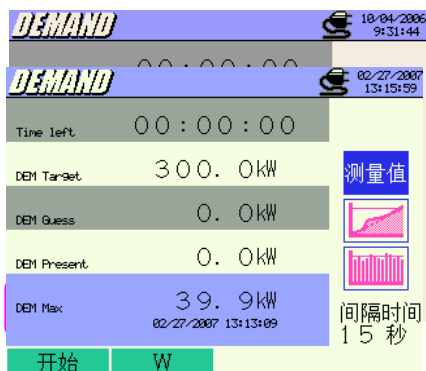 DEMAND 10/04/2006
9:31:44
DEMAND 02/27/2007
13:15:59
Time left 00:00:00
DEM Target 300.0kW
测量值
DEM Guess 0.0kW
DEM Present 0.0kW
DEM Max 39.9kW
02/27/2007 13:13:09
间隔时间
15 秒
开始 W